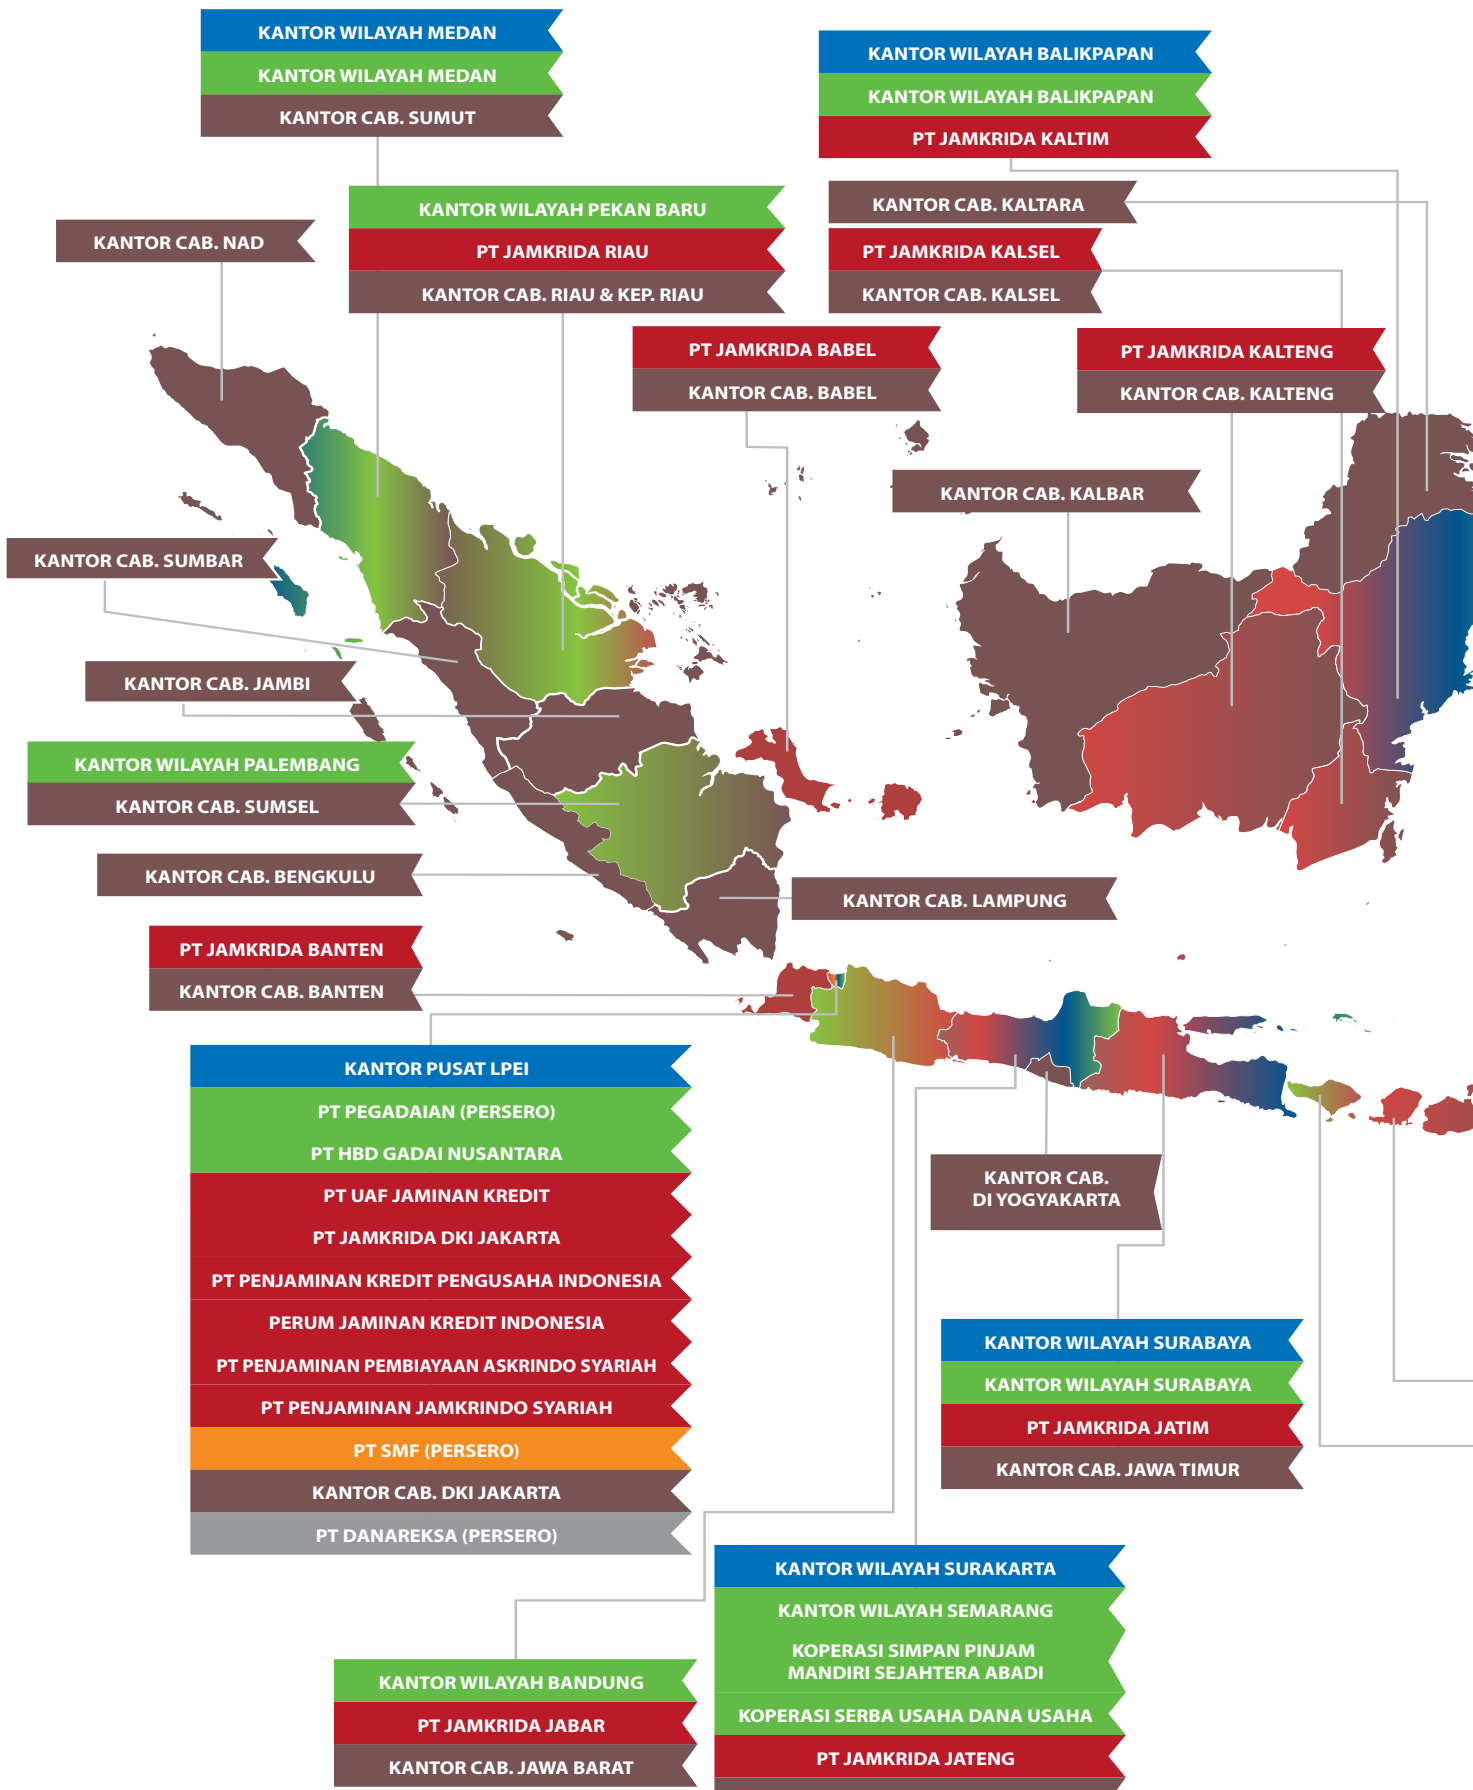 KANTOR WILAYAH MEDAN
KANTOR WILAYAH MEDAN
KANTOR CAB. SUMUT
KANTOR WILAYAH BALIKPAPAN
KANTOR WILAYAH BALIKPAPAN
PT JAMKRIDA KALTIM
KANTOR CAB. NAD
KANTOR WILAYAH PEKAN BARU
PT JAMKRIDA RIAU
KANTOR CAB. RIAU & KEP. RIAU
KANTOR CAB. KALTARA
PT JAMKRIDA KALSEL
KANTOR CAB. KALSEL
PT JAMKRIDA BABEL
KANTOR CAB. BABEL
PT JAMKRIDA KALTENG
KANTOR CAB. KALTENG
KANTOR CAB. KALBAR
KANTOR CAB. SUMBAR
KANTOR CAB. JAMBI
KANTOR WILAYAH PALEMBANG
KANTOR CAB. SUMSEL
KANTOR CAB. BENGKULU
KANTOR CAB. LAMPUNG
PT JAMKRIDA BANTEN
KANTOR CAB. BANTEN
KANTOR PUSAT LPEI
PT PEGADAIAN (PERSERO)
PT HBD GADAI NUSANTARA
PT UAF JAMINAN KREDIT
PT JAMKRIDA DKI JAKARTA
PT PENJAMINAN KREDIT PENGUSAHA INDONESIA
PERUM JAMINAN KREDIT INDONESIA
PT PENJAMINAN PEMBIAYAAN ASKRINDO SYARIAH
PT PENJAMINAN JAMKRINDO SYARIAH
PT SMF (PERSERO)
KANTOR CAB. DKI JAKARTA
PT DANAREKSA (PERSERO)
KANTOR CAB.
DI YOGYAKARTA
KANTOR WILAYAH SURABAYA
KANTOR WILAYAH SURABAYA
PT JAMKRIDA JATIM
KANTOR CAB. JAWA TIMUR
KANTOR WILAYAH BANDUNG
PT JAMKRIDA JABAR
KANTOR CAB. JAWA BARAT
KANTOR WILAYAH SURAKARTA
KANTOR WILAYAH SEMARANG
KOPERASI SIMPAN PINJAM
MANDIRI SEJAHTERA ABADI
KOPERASI SERBA USAHA DANA USAHA
PT JAMKRIDA JATENG